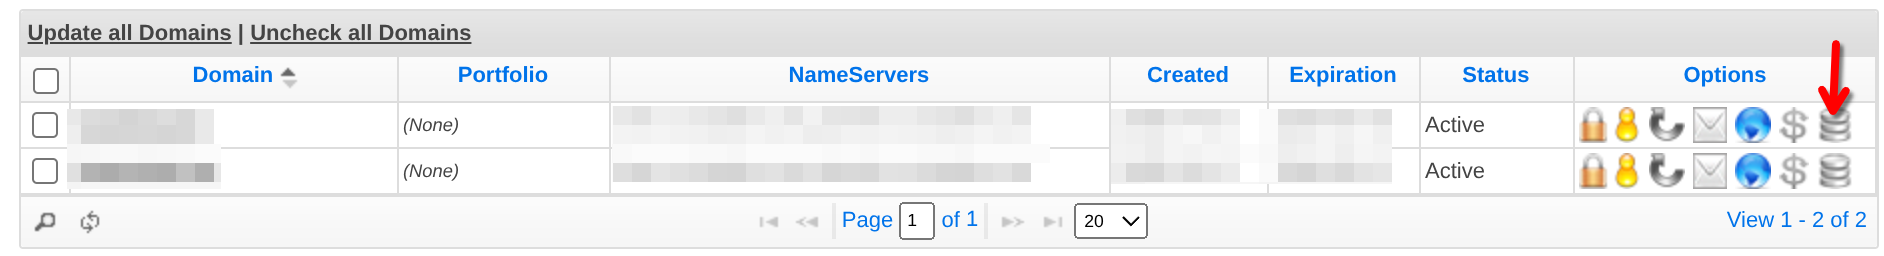 Update all Domains | Uncheck all Domains
Domain Portfolio NameServers Created Expiration Status Options
(None) Active
(None) Active
Page 1 of 1 20 View 1 - 2 of 2